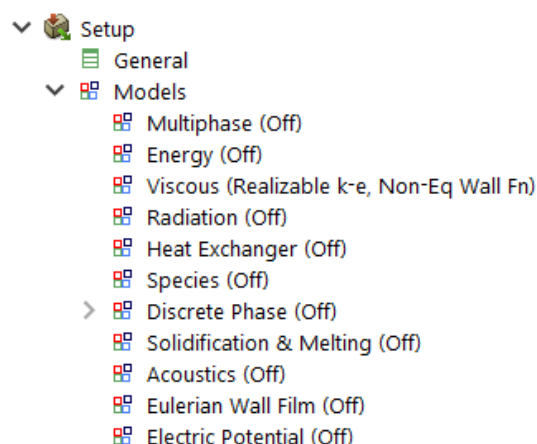 Setup
General
Models
Multiphase (Off)
Energy (Off)
Viscous (Realizable k-e, Non-Eq Wall Fn)
Radiation (Off)
Heat Exchanger (Off)
Species (Off)
Discrete Phase (Off)
Solidification & Melting (Off)
Acoustics (Off)
Eulerian Wall Film (Off)
Electric Potential (Off)